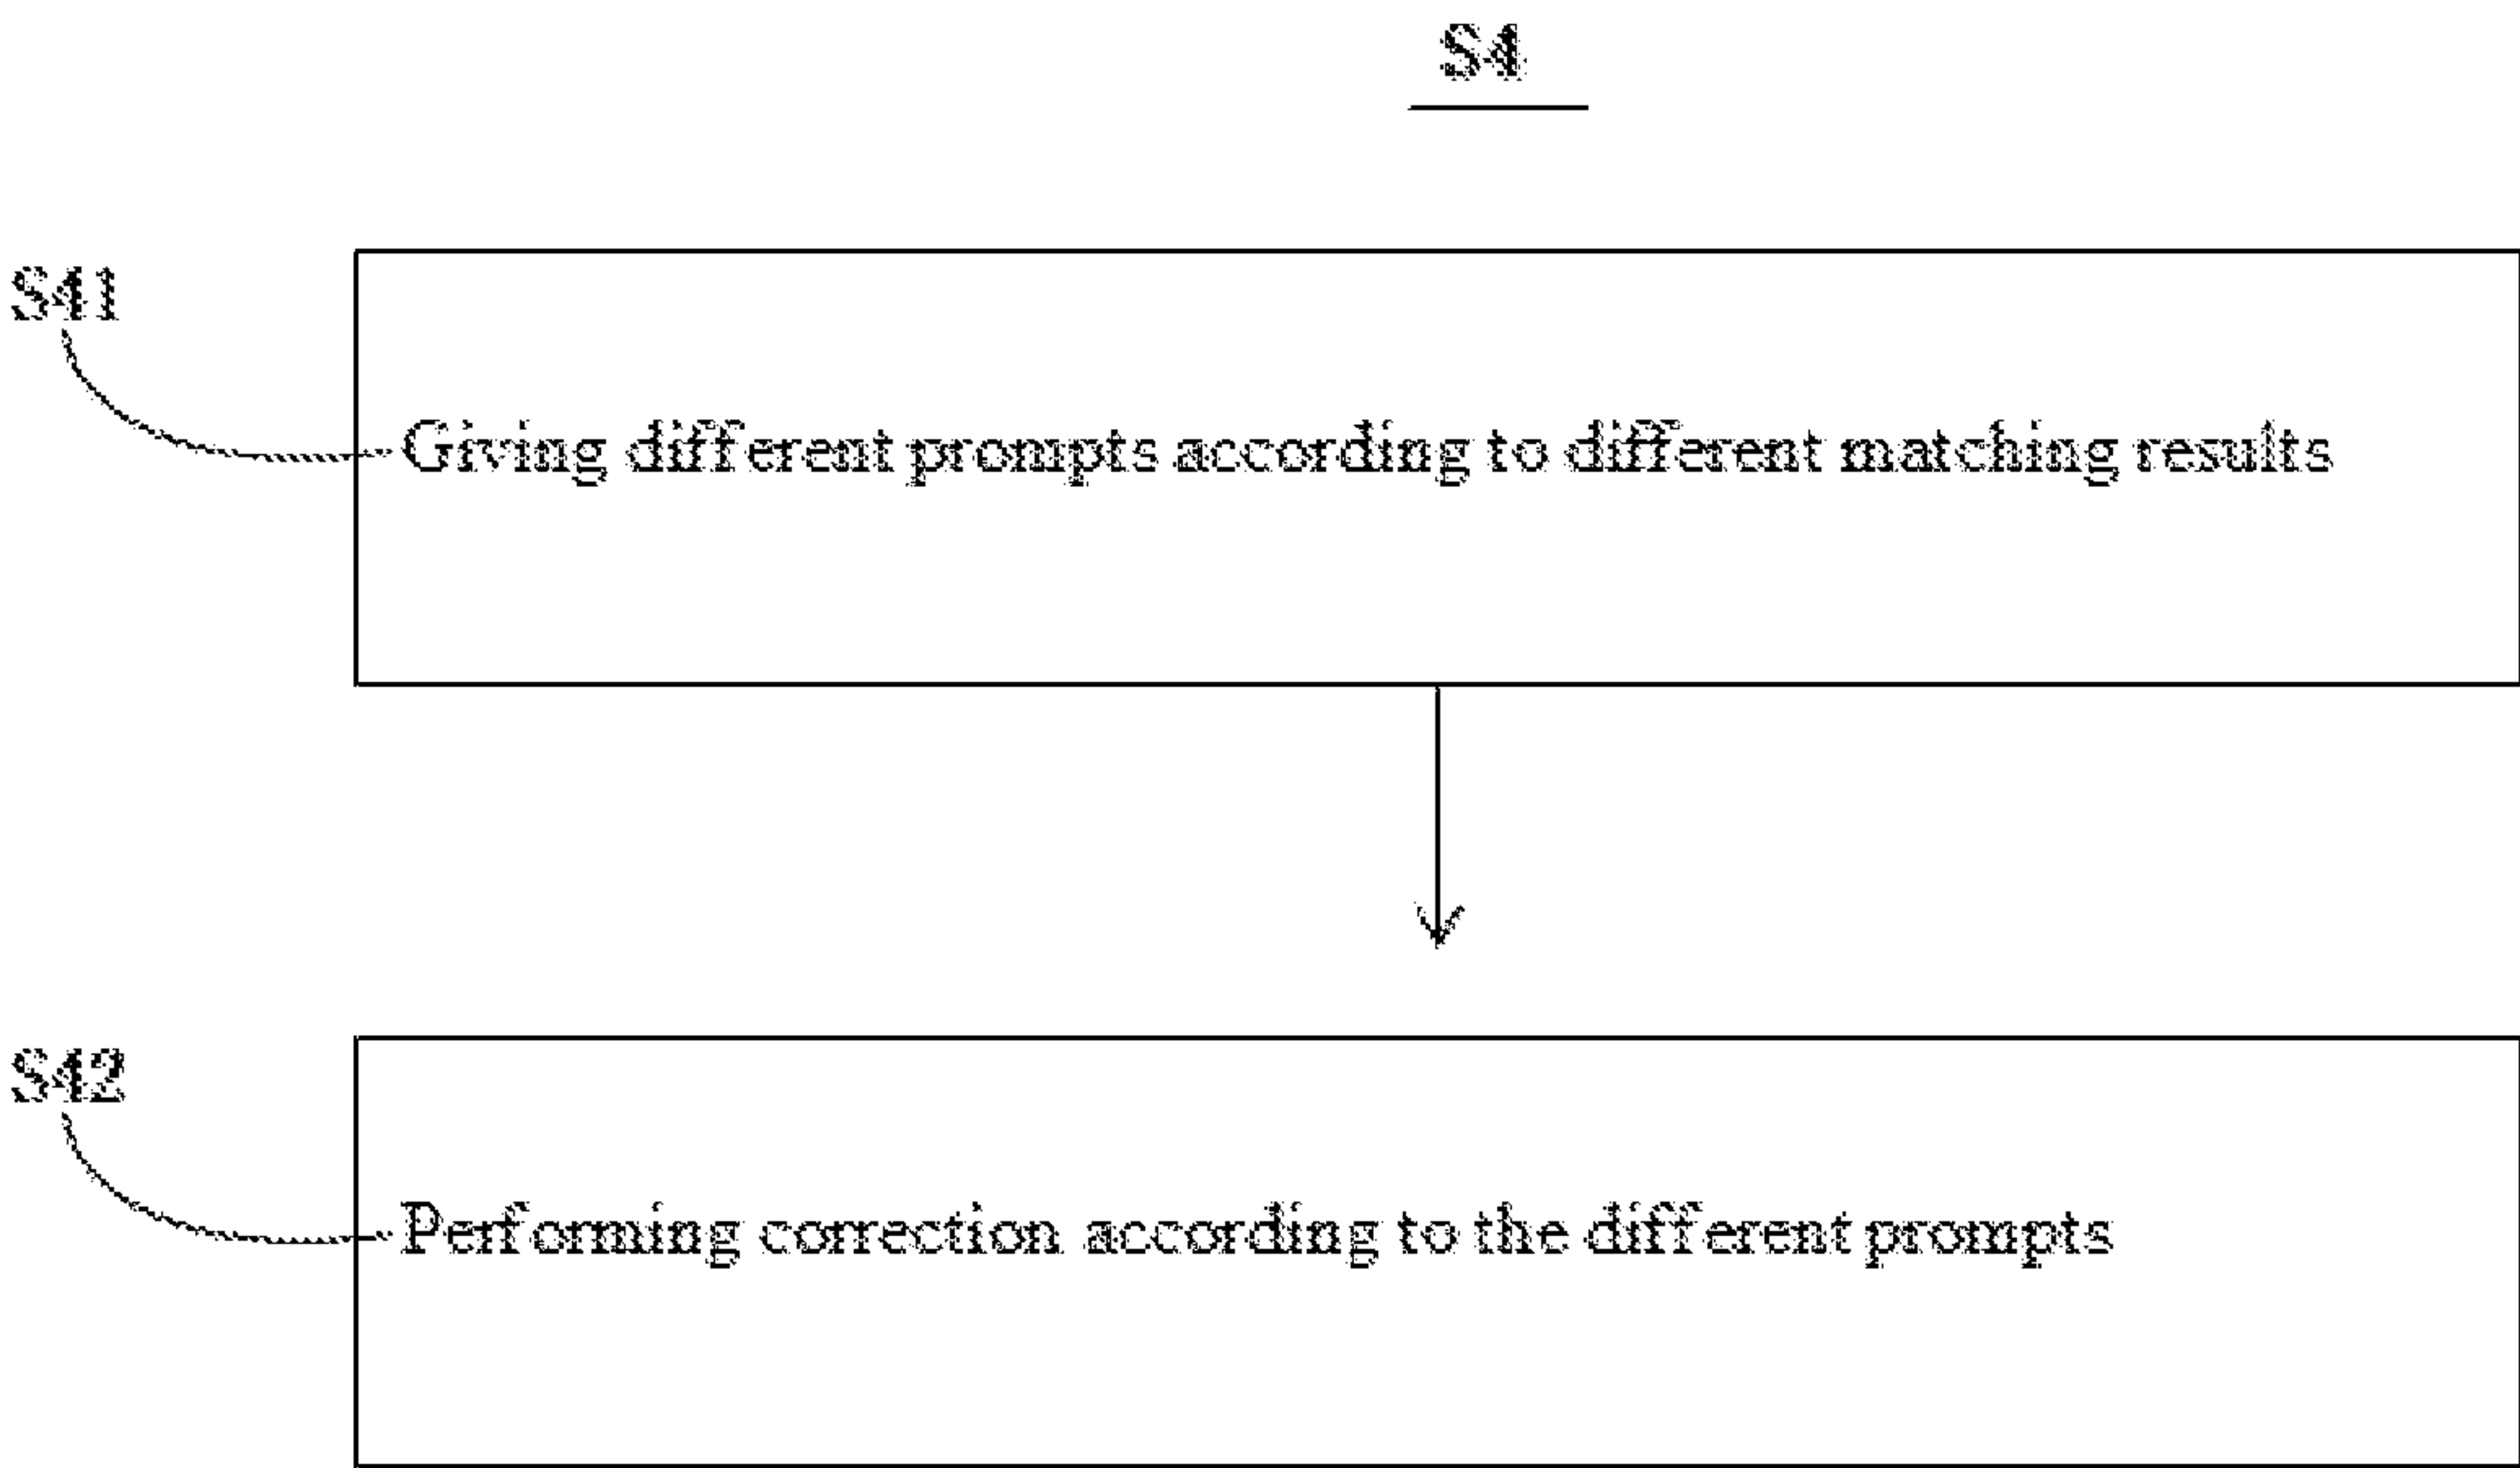 S4
S41
Giving different prompts according to different matching results
S42
Performing correction according to the different prompts